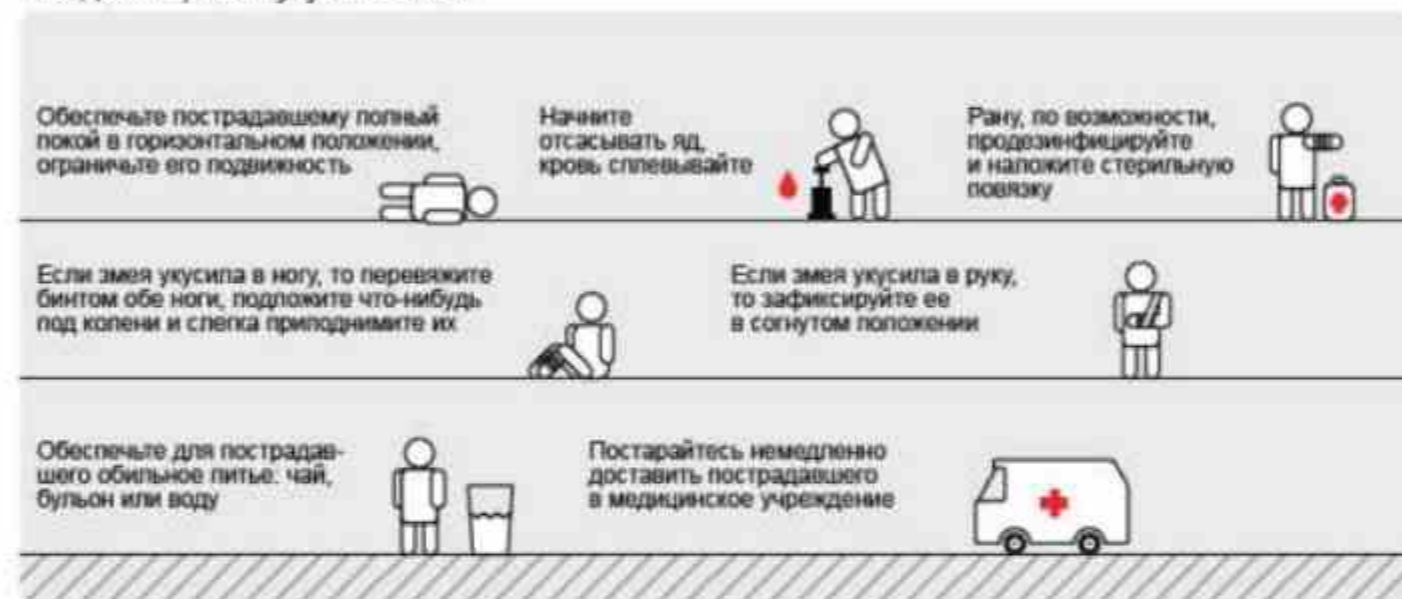 Обеспечьте пострадавшему полный
покой в горизонтальном положении,
ограничьте его подвижность
Начните
отсасывать яд,
кровь сплевывайте
Рану, по возможности,
продезинфицируйте
и наложите стерильную
повязку
Если змея укусила в ногу, то перевяжите
бинтом обе ноги, подложите что-нибудь
под колени и слегка приподнимите их
Если змея укусила в руку,
то зафиксируйте ее
в согнутом положении
Обеспечьте для пострадав-
шего обильное питье: чай,
бульон или воду
Постарайтесь немедленно
доставить пострадавшего
в медицинское учреждение